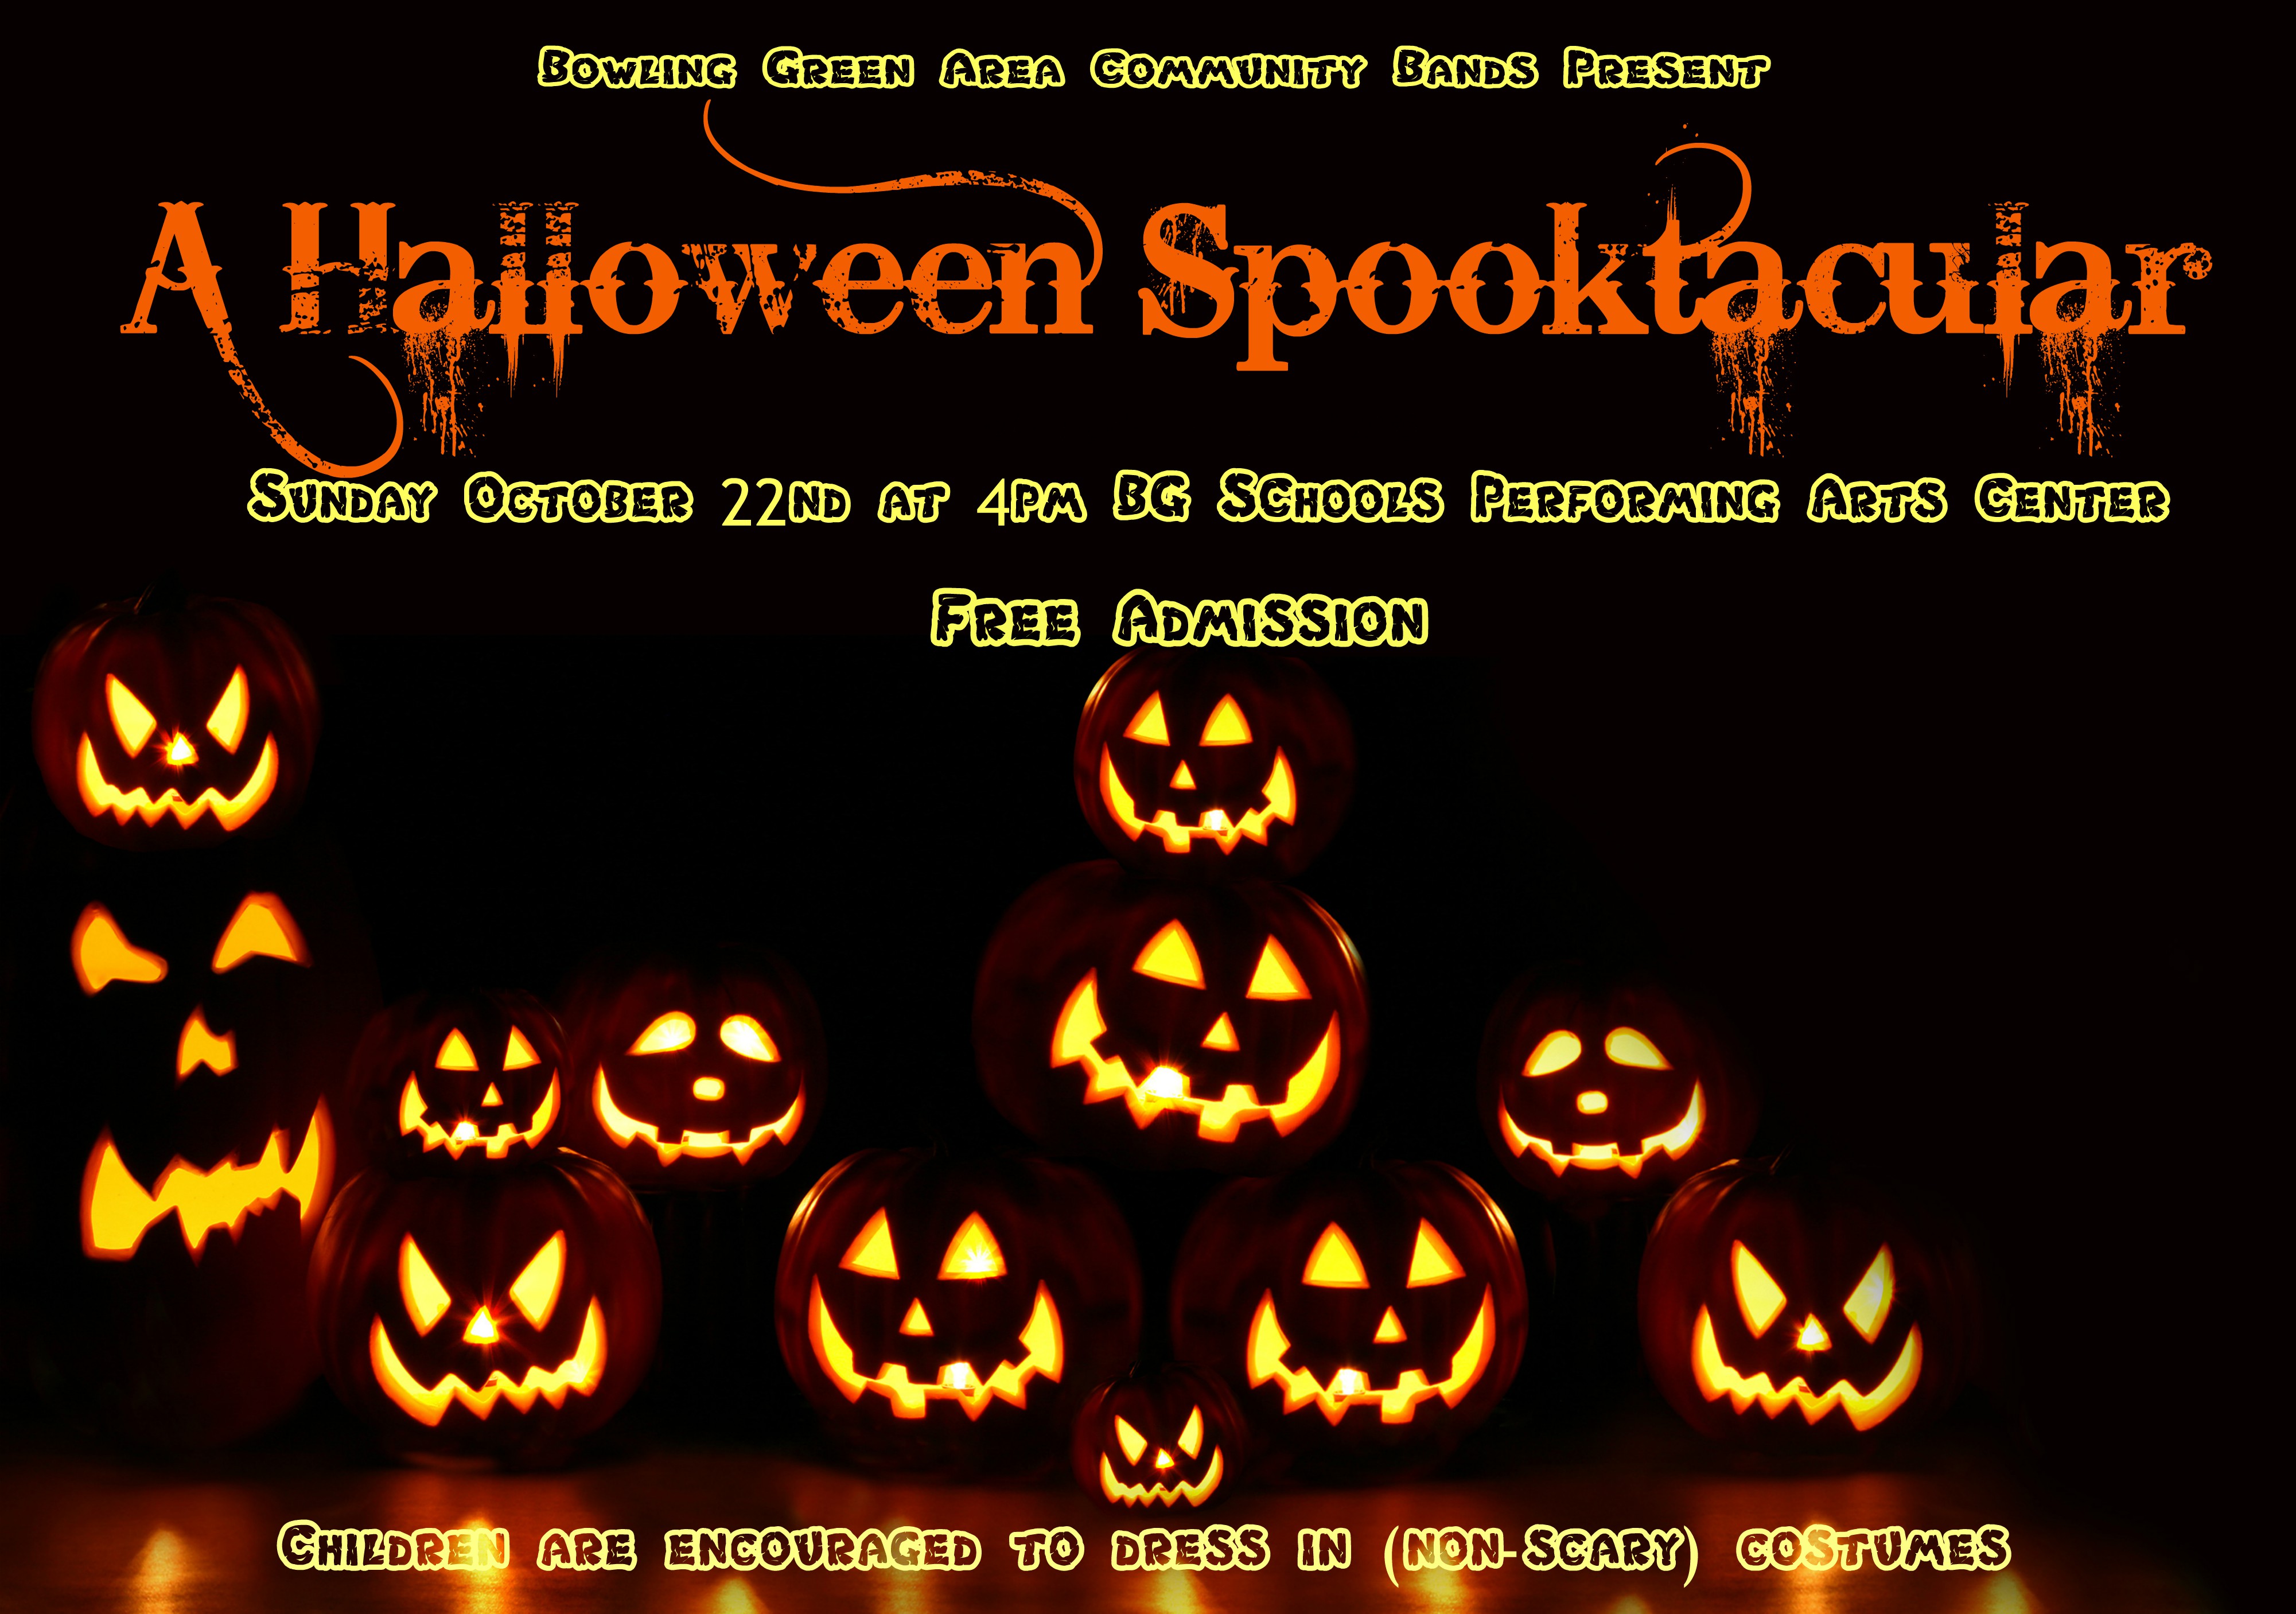 Bowling Green Area Community Bands Present
A Halloween Spooktacular
Sunday October 22nd at 4pm BG Schools Performing Arts Center
Free Admission
Children are encouraged to dress in (non-scary) costumes